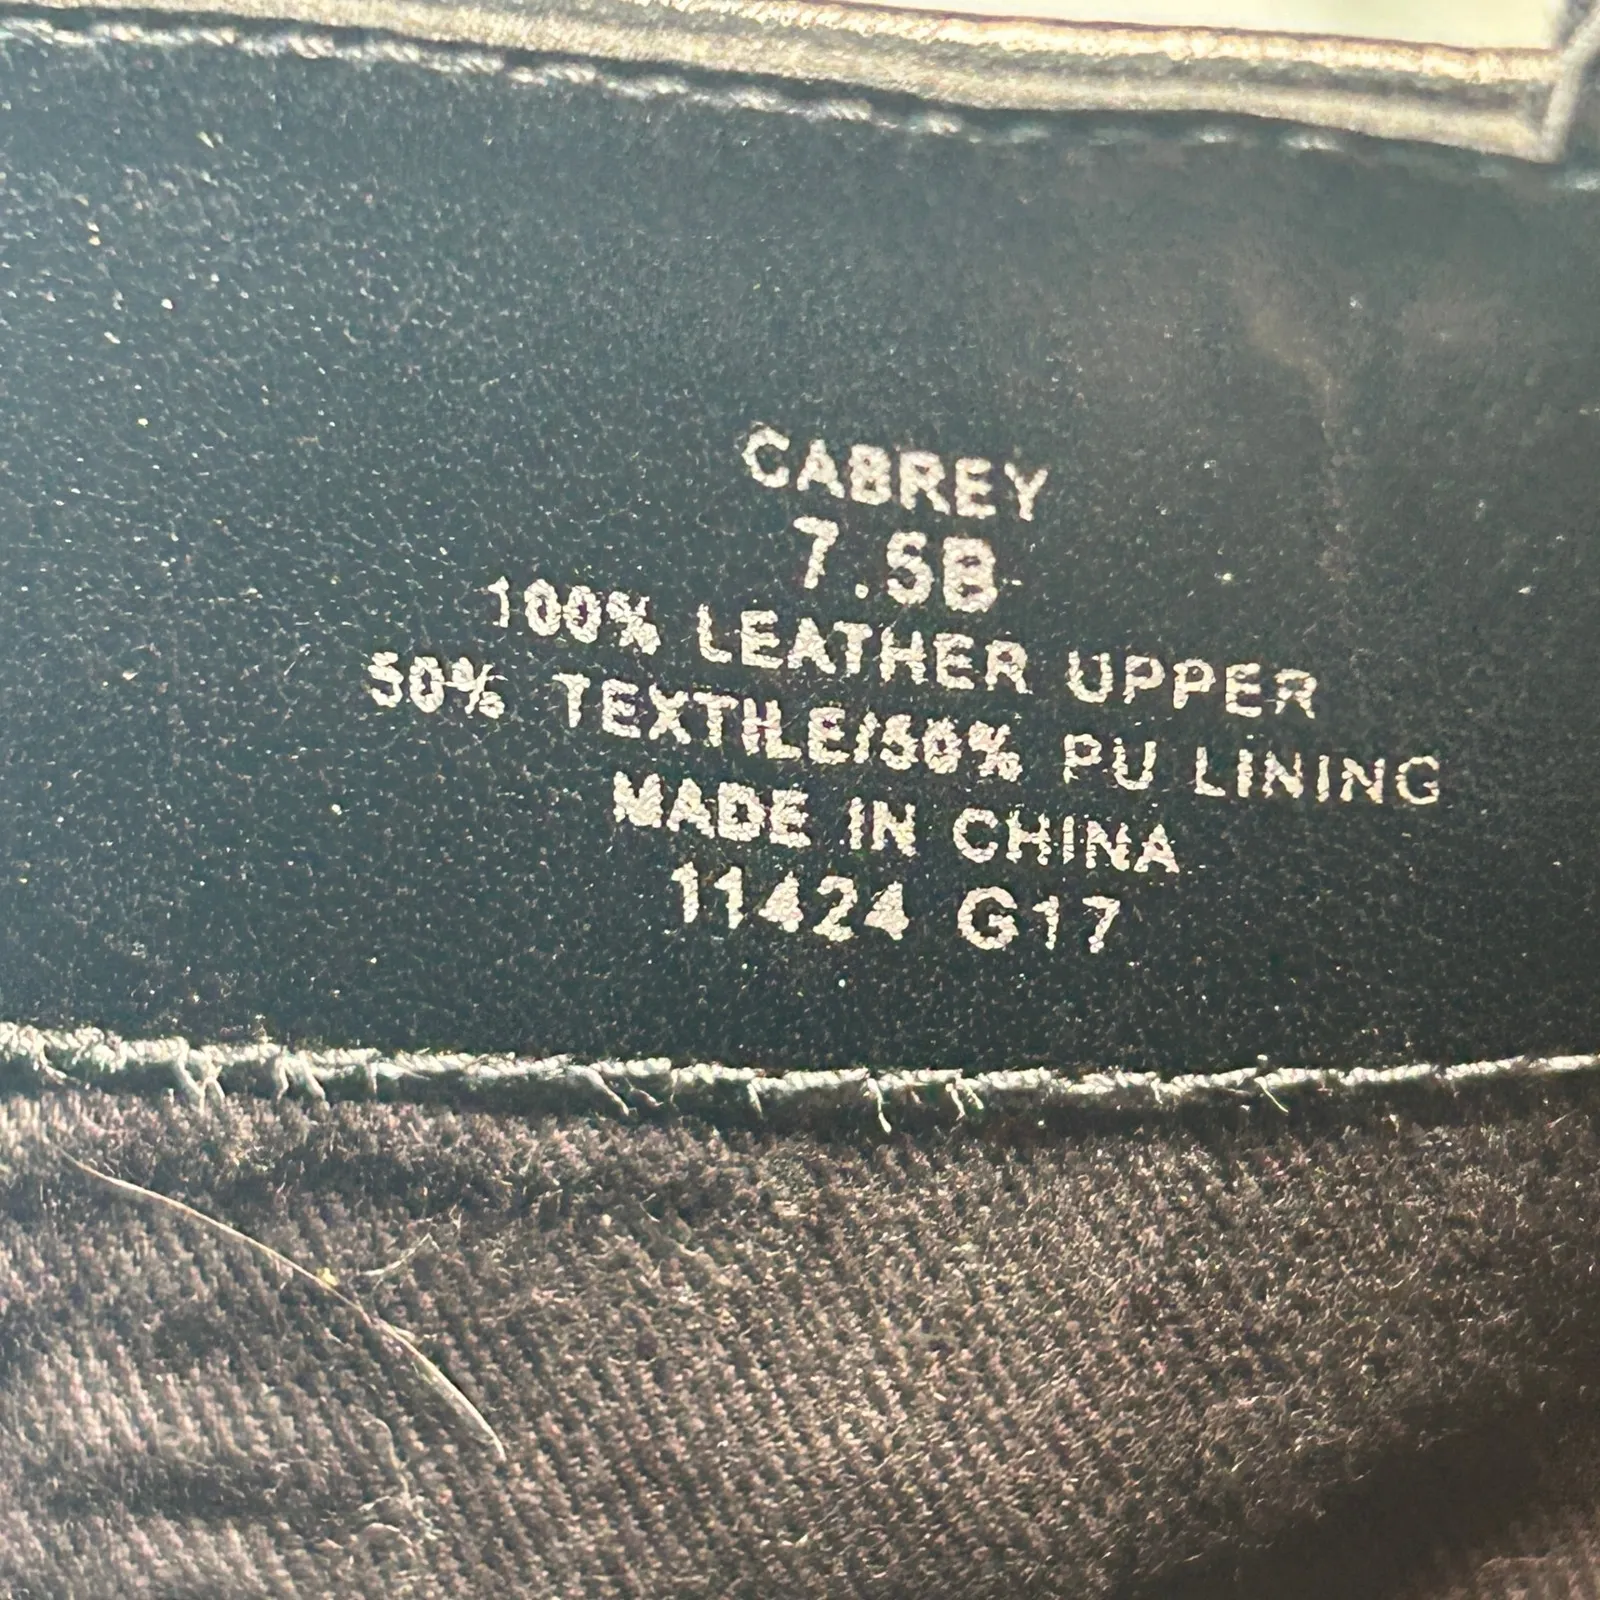 CABREY
7.5B
100% LEATHER UPPER
50% TEXTILE/50% PU LINING
MADE IN CHINA
11424 G17